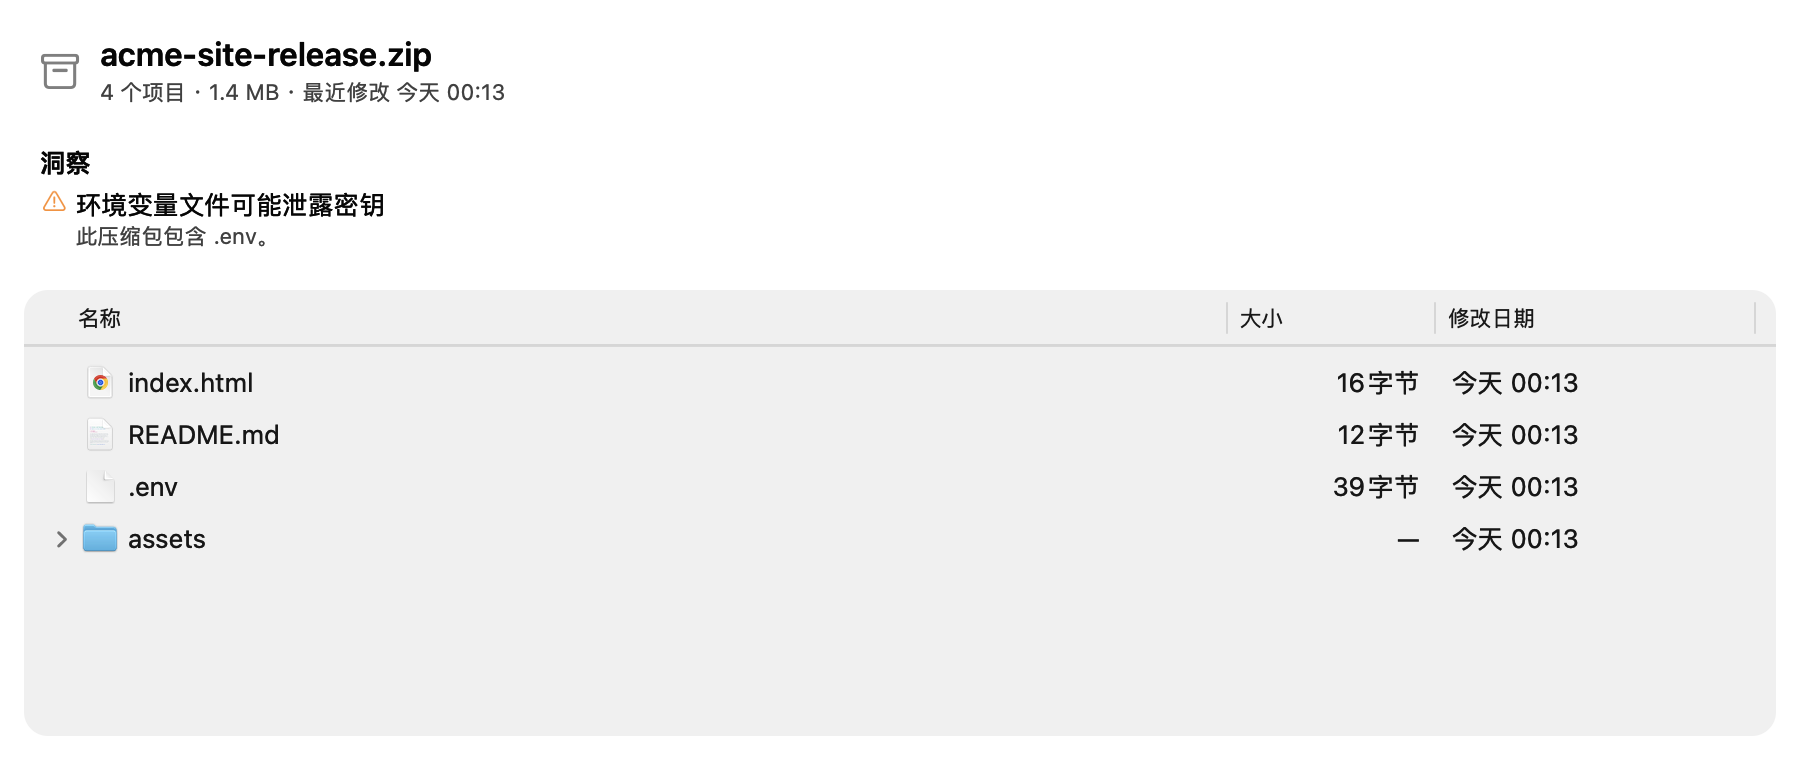 acme-site-release.zip
4 个项目 · 1.4 MB · 最近修改 今天 00:13
洞察
环境变量文件可能泄露密钥
此压缩包包含 .env。
名称 大小 修改日期
index.html 16字节 今天 00:13
README.md 12字节 今天 00:13
.env 39字节 今天 00:13
assets — 今天 00:13